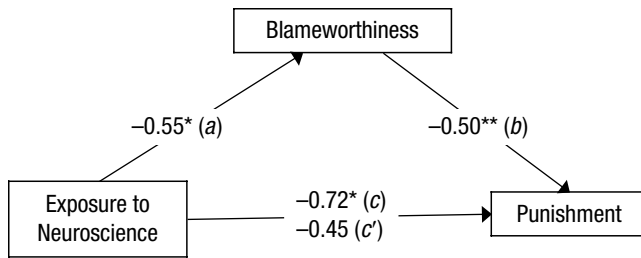 Blameworthiness
–0.55* (a)
–0.50** (b)
Exposure to
Neuroscience
–0.72* (c)
–0.45 (c′)
Punishment